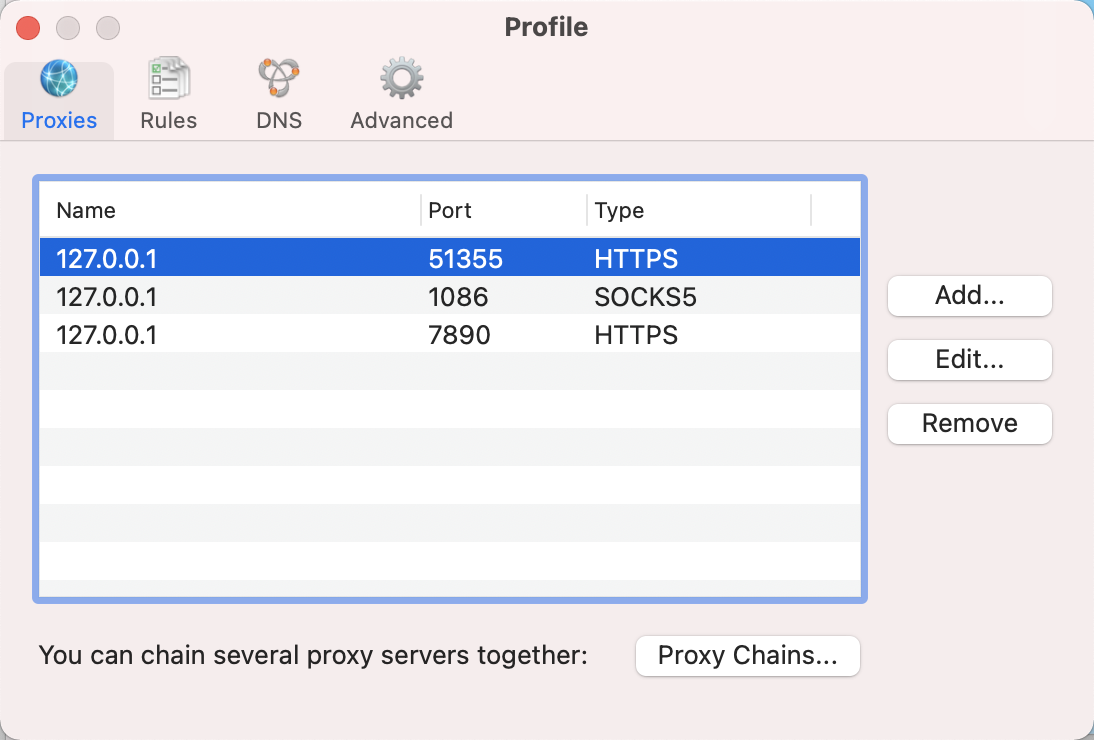 Profile
Proxies Rules DNS Advanced
Name Port Type
127.0.0.1 51355 HTTPS
127.0.0.1 1086 SOCKS5
127.0.0.1 7890 HTTPS
Add...
Edit...
Remove
You can chain several proxy servers together: Proxy Chains...